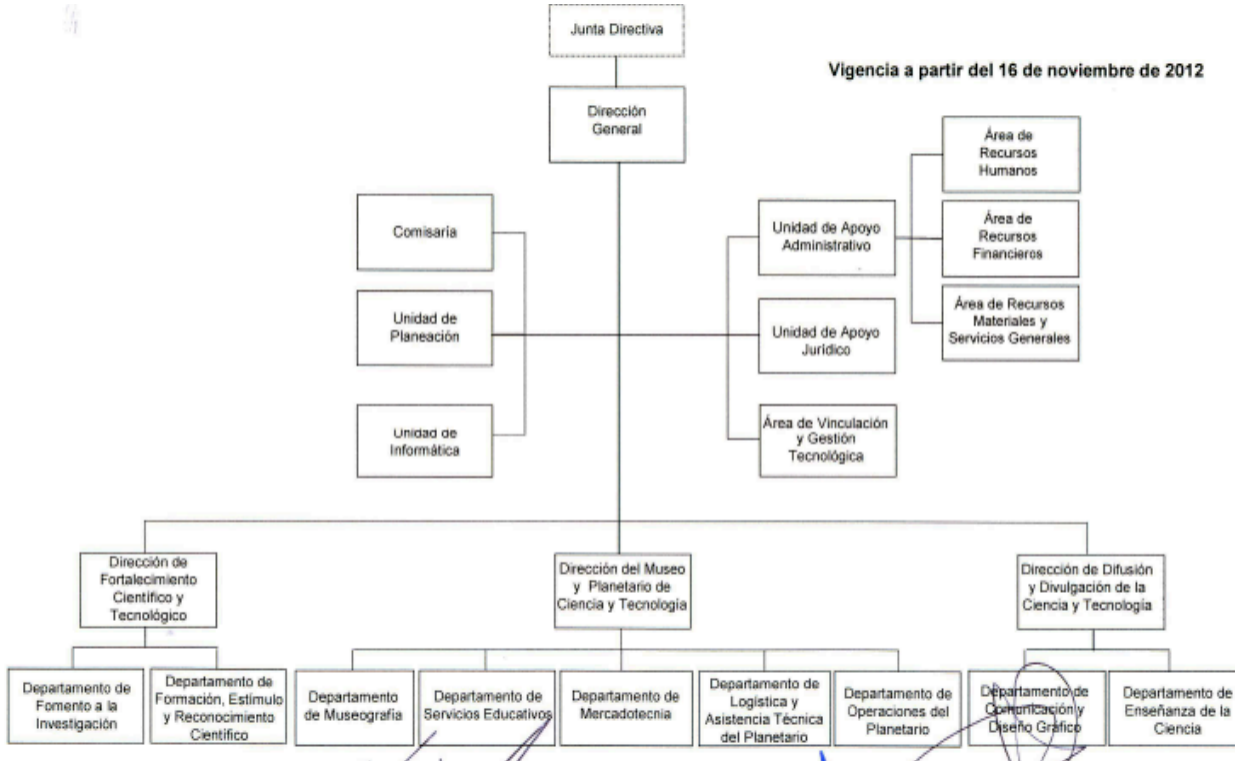 Junta Directiva
Vigencia a partir del 16 de noviembre de 2012
Dirección
General
Área de
Recursos
Humanos
Comisaría
Unidad de Apoyo
Administrativo
Área de
Recursos
Financieros
Unidad de
Planeación
Unidad de Apoyo
Jurídico
Área de Recursos
Materiales y
Servicios Generales
Unidad de
Informática
Área de Vinculación
y Gestión
Tecnológica
Dirección de
Fortalecimiento
Científico y
Tecnológico
Dirección del Museo
y Planetario de
Ciencia y Tecnología
Dirección de Difusión
y Divulgación de la
Ciencia y Tecnología
Departamento de
Fomento a la
Investigación
Departamento de
Formación, Estímulo
y Reconocimiento
Científico
Departamento
de Museografía
Departamento de
Servicios Educativos
Departamento de
Mercadotecnia
Departamento de
Logística y
Asistencia Técnica
del Planetario
Departamento de
Operaciones del
Planetario
Departamento de
Comunicación y
Diseño Gráfico
Departamento de
Enseñanza de la
Ciencia